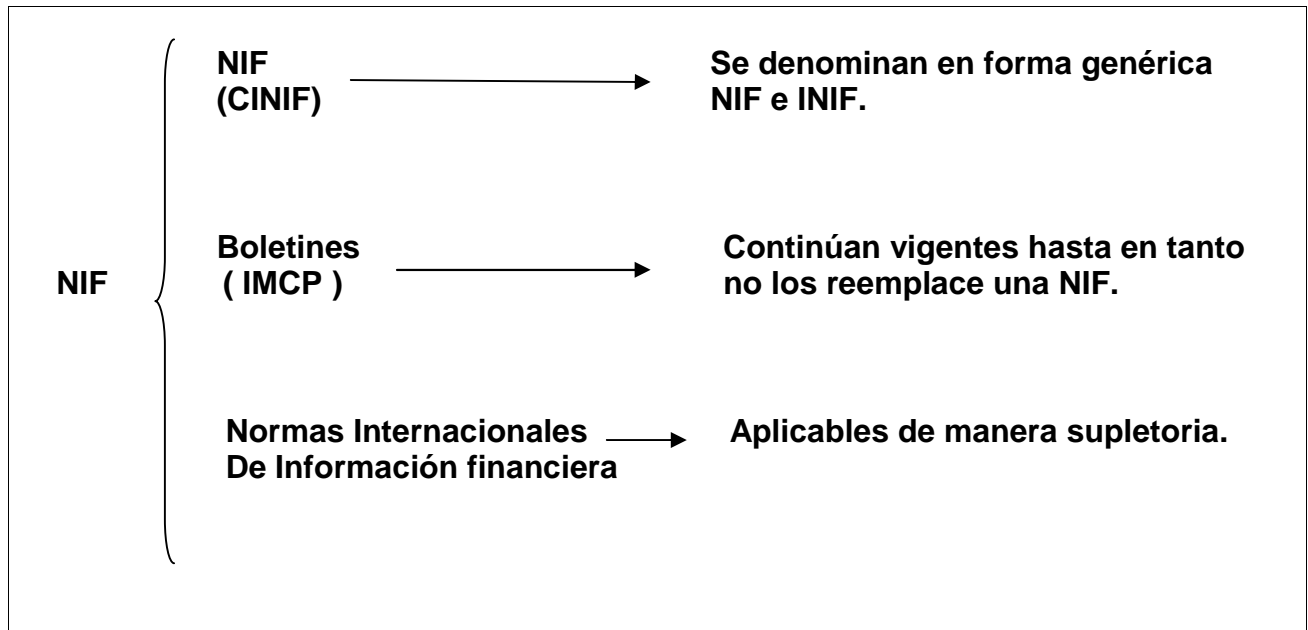 NIF
(CINIF)
Se denominan en forma genérica
NIF e INIF.
NIF
Boletines
( IMCP )
Continúan vigentes hasta en tanto
no los reemplace una NIF.
Normas Internacionales
De Información financiera
Aplicables de manera supletoria.